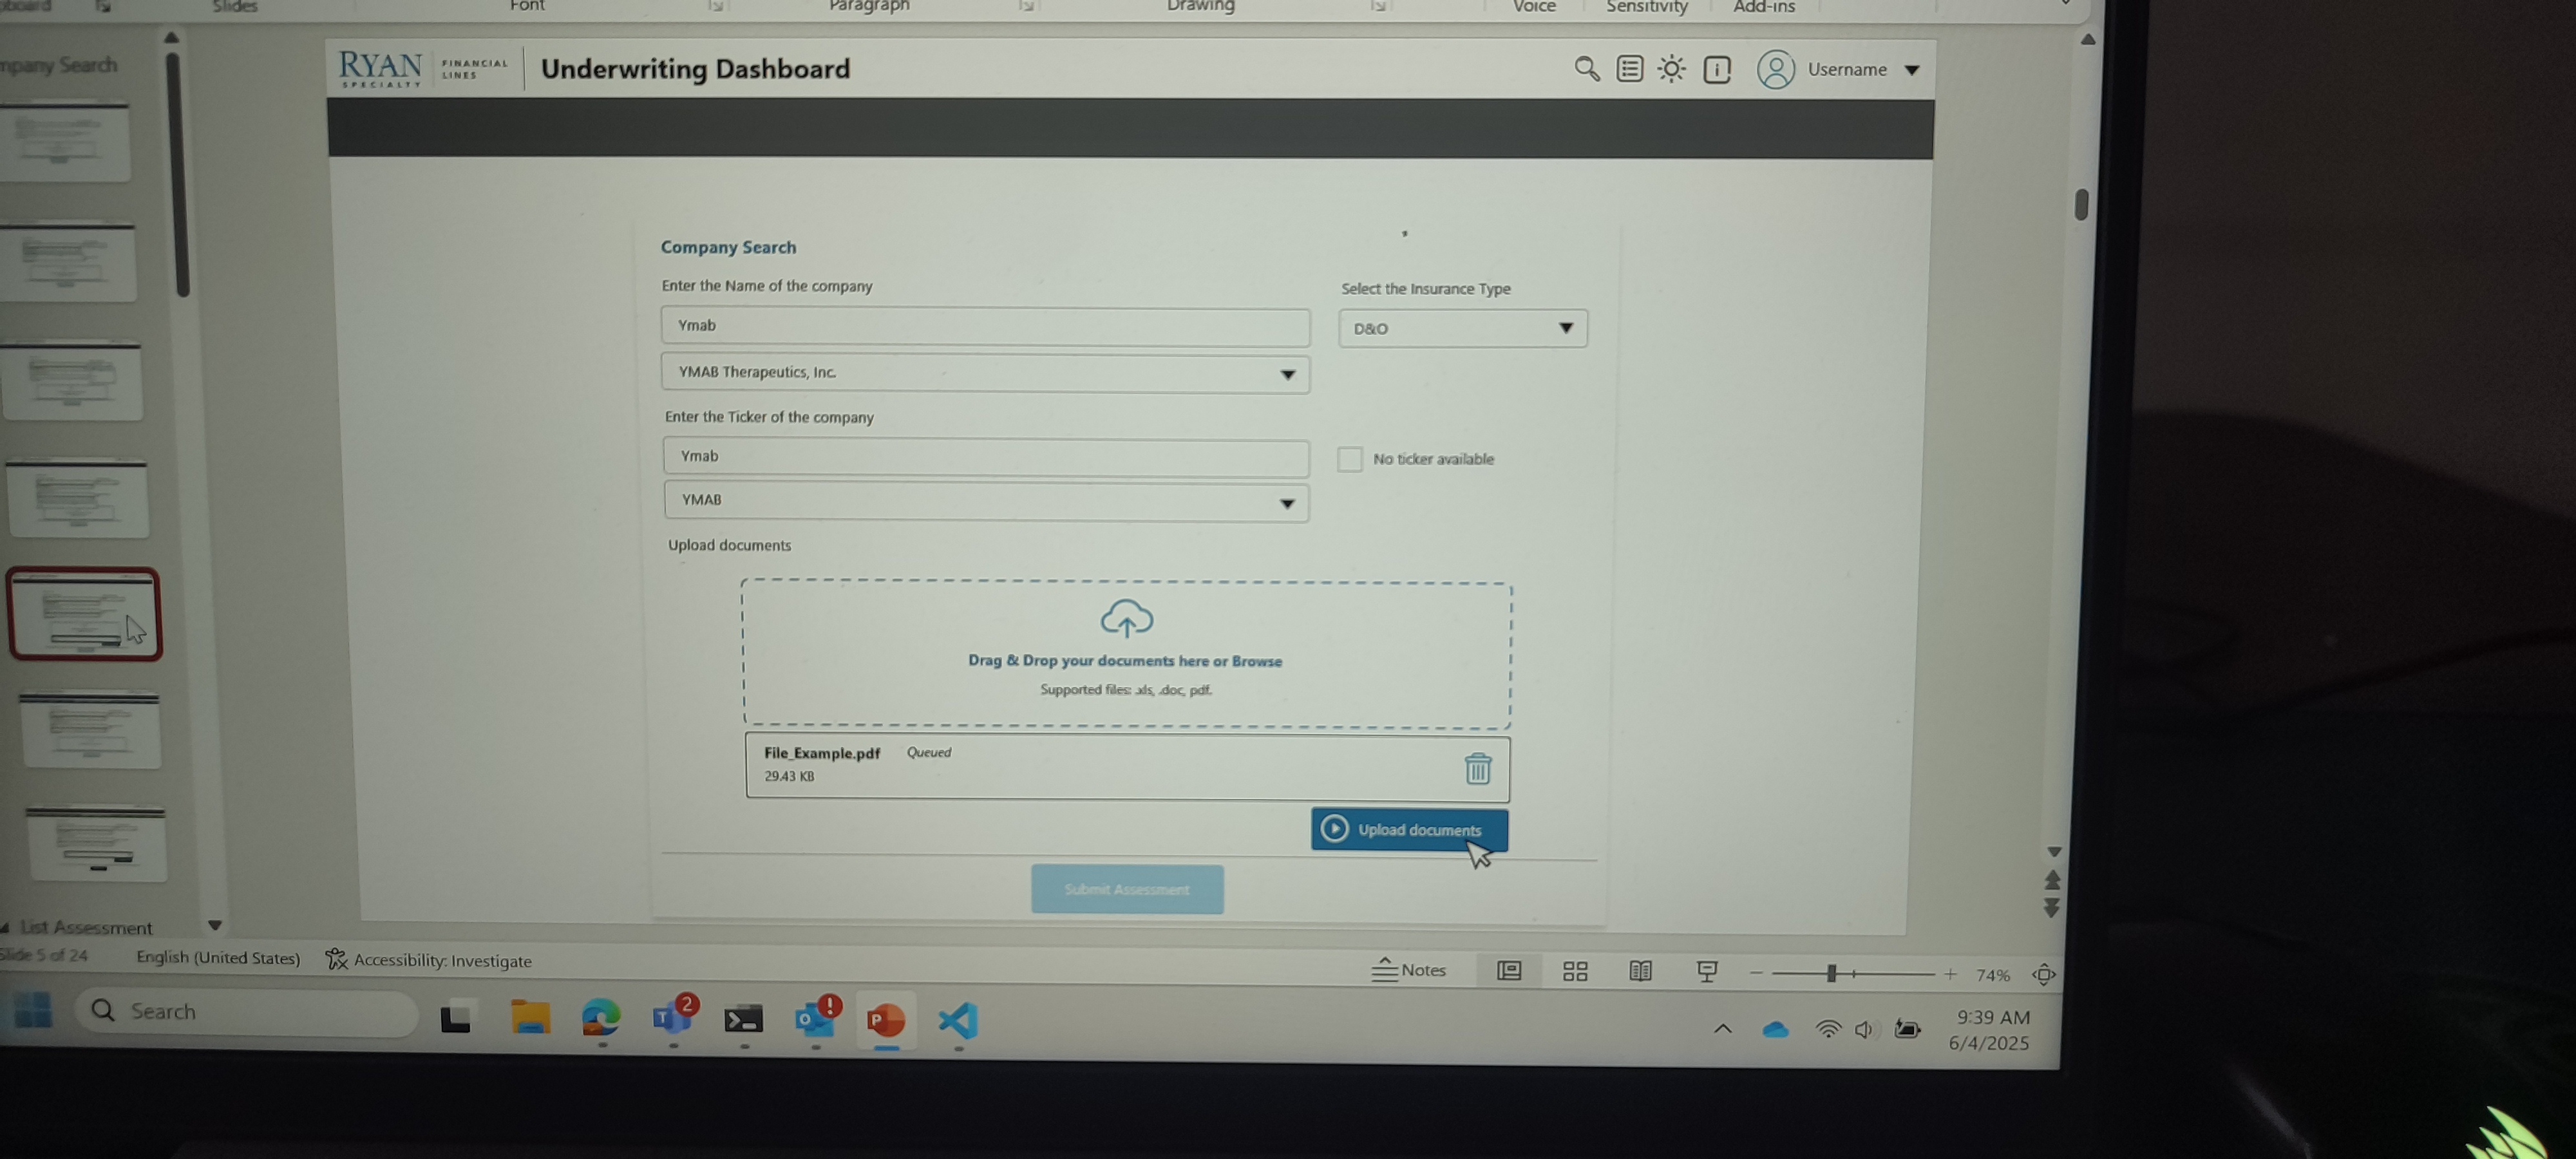 Slides
Font
Paragraph
Drawing
Voice
Sensitivity
Add-ins
mpany Search
RYAN
SPECIALTY
FINANCIAL
LINES
Underwriting Dashboard
Username
Company Search
Enter the Name of the company
Select the Insurance Type
Ymab
D&O
YMAB Therapeutics, Inc.
Enter the Ticker of the company
Ymab
No ticker available
YMAB
Upload documents
Drag & Drop your documents here or Browse
Supported files: .xls, .doc, pdf.
File_Example.pdf Queued
29.43 KB
Upload documents
Submit Assessment
List Assessment
Slide 5 of 24
English (United States)
Accessibility: Investigate
Notes
74%
Search
2
9:39 AM
6/4/2025